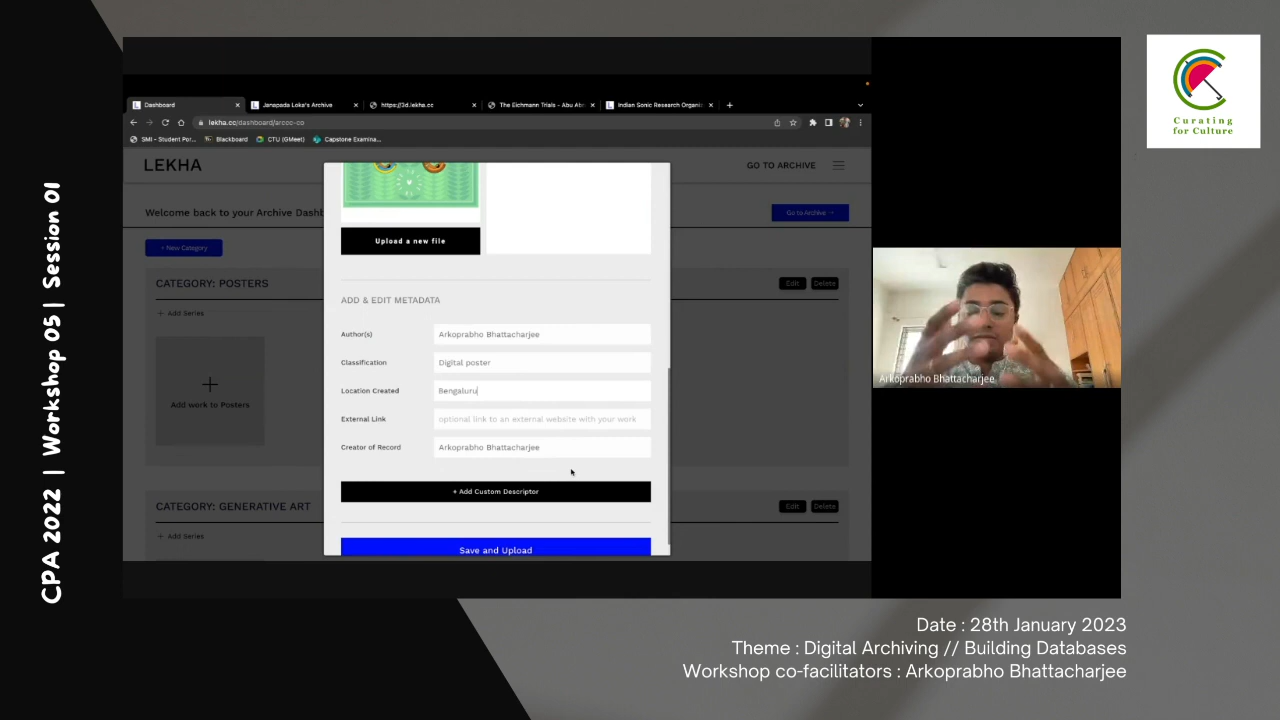 CPA 2022 | Workshop 05 | Session 01
Dashboard
Janapada Loka's Archive
https://3d.lekha.cc
The Eichmann Trials - Abu Abr
Indian Sonic Research Organi
lekha.cc/dashboard/arccc-co
SMI - Student Por...
Blackboard
CTU (GMeet)
Capstone Examina...
LEKHA
GO TO ARCHIVE
Welcome back to your Archive Dashb
Go to Archive →
+ New Category
CATEGORY: POSTERS
Edit
Delete
+ Add Series
Add work to Posters
CATEGORY: GENERATIVE ART
Edit
Delete
+ Add Series
Upload a new file
ADD & EDIT METADATA
Author(s)
Arkoprabho Bhattacharjee
Classification
Digital poster
Location Created
Bengaluru
External Link
optional link to an external website with your work
Creator of Record
Arkoprabho Bhattacharjee
+ Add Custom Descriptor
Save and Upload
Arkoprabho Bhattacharjee
Curating
for Culture
Date : 28th January 2023
Theme : Digital Archiving // Building Databases
Workshop co-facilitators : Arkoprabho Bhattacharjee